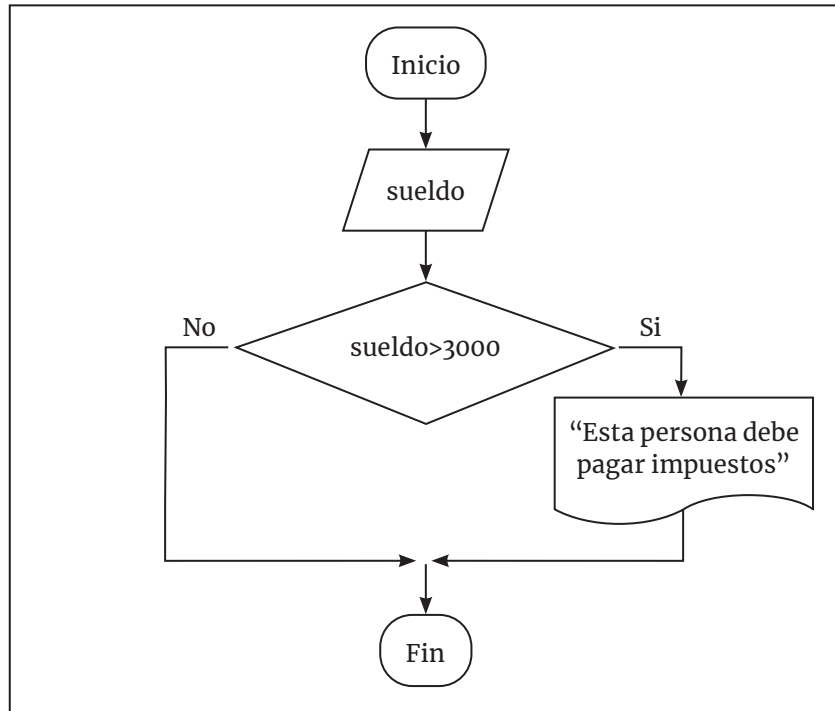 Inicio
sueldo
sueldo>3000
No
Si
“Esta persona debe
pagar impuestos”
Fin